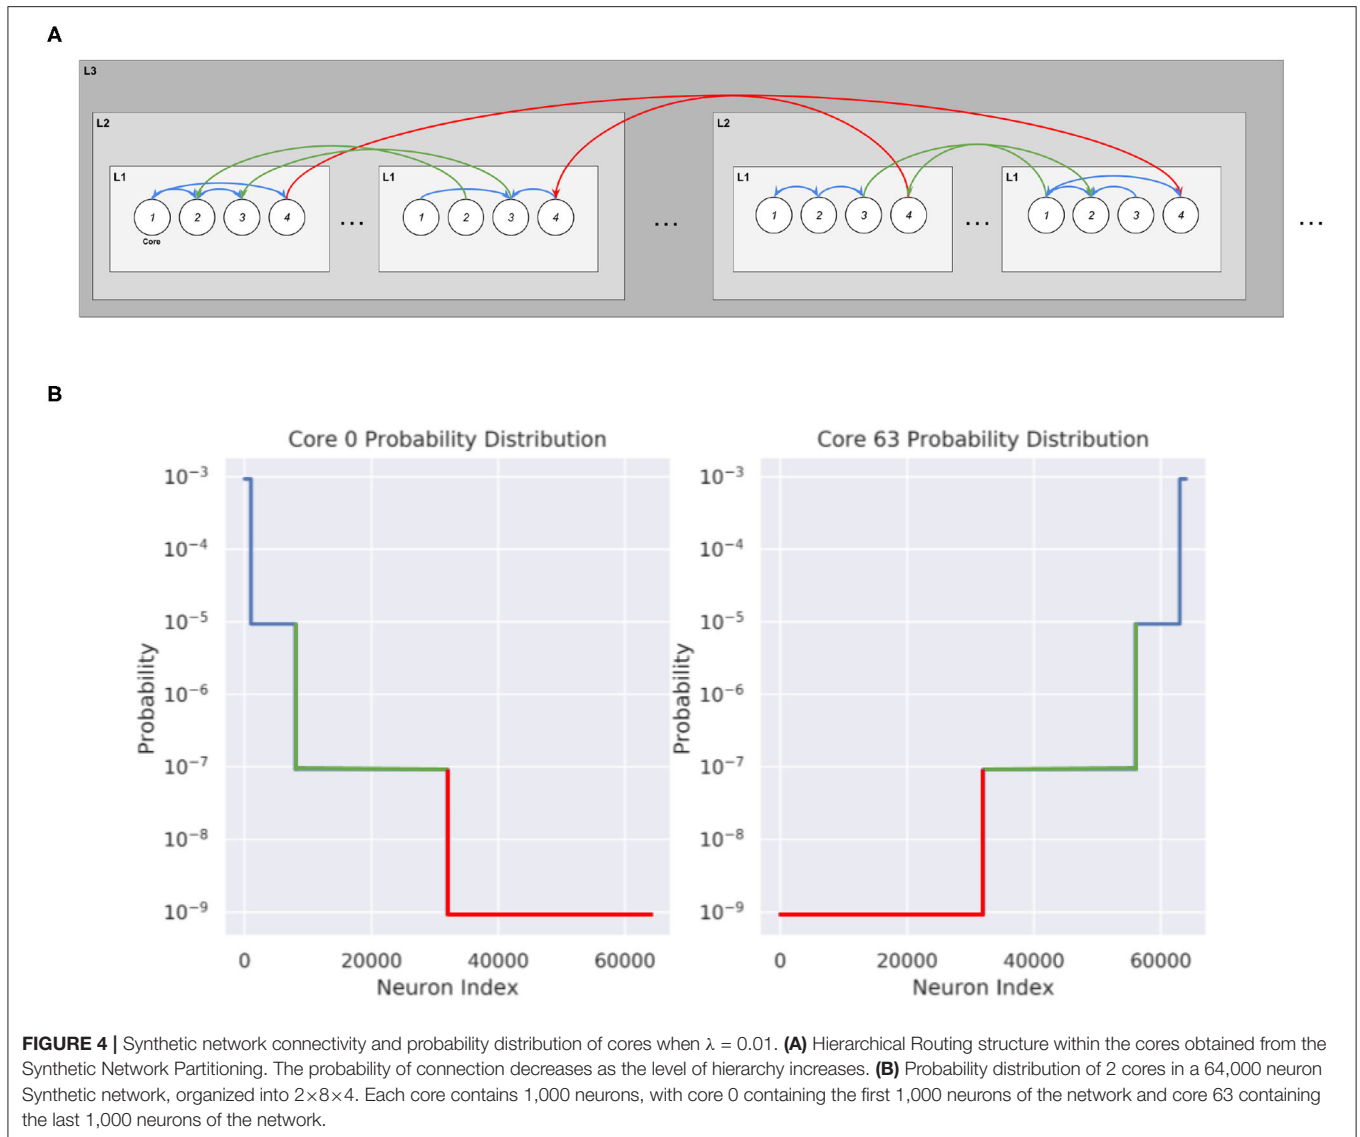 A
L3
L2
L2
L1
L1
L1
L1
1 2 3 4 ... 1 2 3 4 ... 1 2 3 4 ... 1 2 3 4 ...
Core
B
Core 0 Probability Distribution
Probability
10⁻³
10⁻⁴
10⁻⁵
10⁻⁶
10⁻⁷
10⁻⁸
10⁻⁹
0 20000 40000 60000
Neuron Index
Core 63 Probability Distribution
Probability
10⁻³
10⁻⁴
10⁻⁵
10⁻⁶
10⁻⁷
10⁻⁸
10⁻⁹
0 20000 40000 60000
Neuron Index
FIGURE 4 | Synthetic network connectivity and probability distribution of cores when λ = 0.01. (A) Hierarchical Routing structure within the cores obtained from the
Synthetic Network Partitioning. The probability of connection decreases as the level of hierarchy increases. (B) Probability distribution of 2 cores in a 64,000 neuron
Synthetic network, organized into 2×8×4. Each core contains 1,000 neurons, with core 0 containing the first 1,000 neurons of the network and core 63 containing
the last 1,000 neurons of the network.